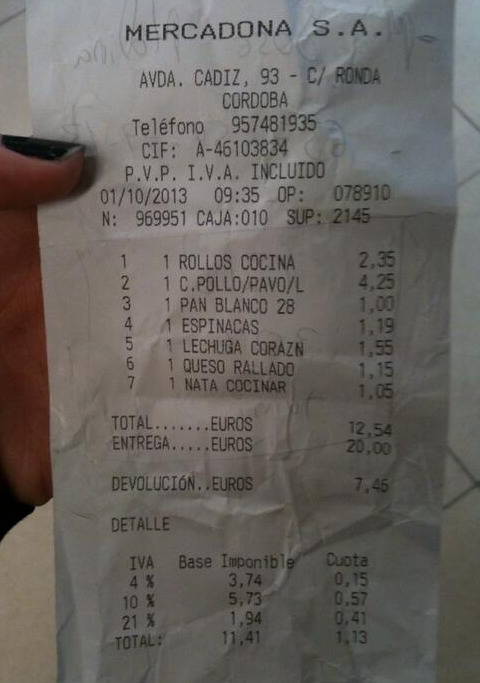 MERCADONA S.A.
AVDA. CADIZ, 93 - C/ RONDA
CORDOBA
Teléfono 957481935
CIF: A-46103834
P.V.P. I.V.A. INCLUIDO
01/10/2013 09:35 OP: 078910
N: 969951 CAJA:010 SUP: 2145
1 1 ROLLOS COCINA 2,35
2 1 C.POLLO/PAVO/L 4,25
3 1 PAN BLANCO 28 1,00
4 1 ESPINACAS 1,19
5 1 LECHUGA CORAZN 1,55
6 1 QUESO RALLADO 1,15
7 1 NATA COCINAR 1,05
TOTAL.......EUROS 12,54
ENTREGA.....EUROS 20,00
DEVOLUCIÓN..EUROS 7,46
DETALLE
IVA Base Imponible Cuota
4 % 3,74 0,15
10 % 5,73 0,57
21 % 1,94 0,41
TOTAL: 11,41 1,13